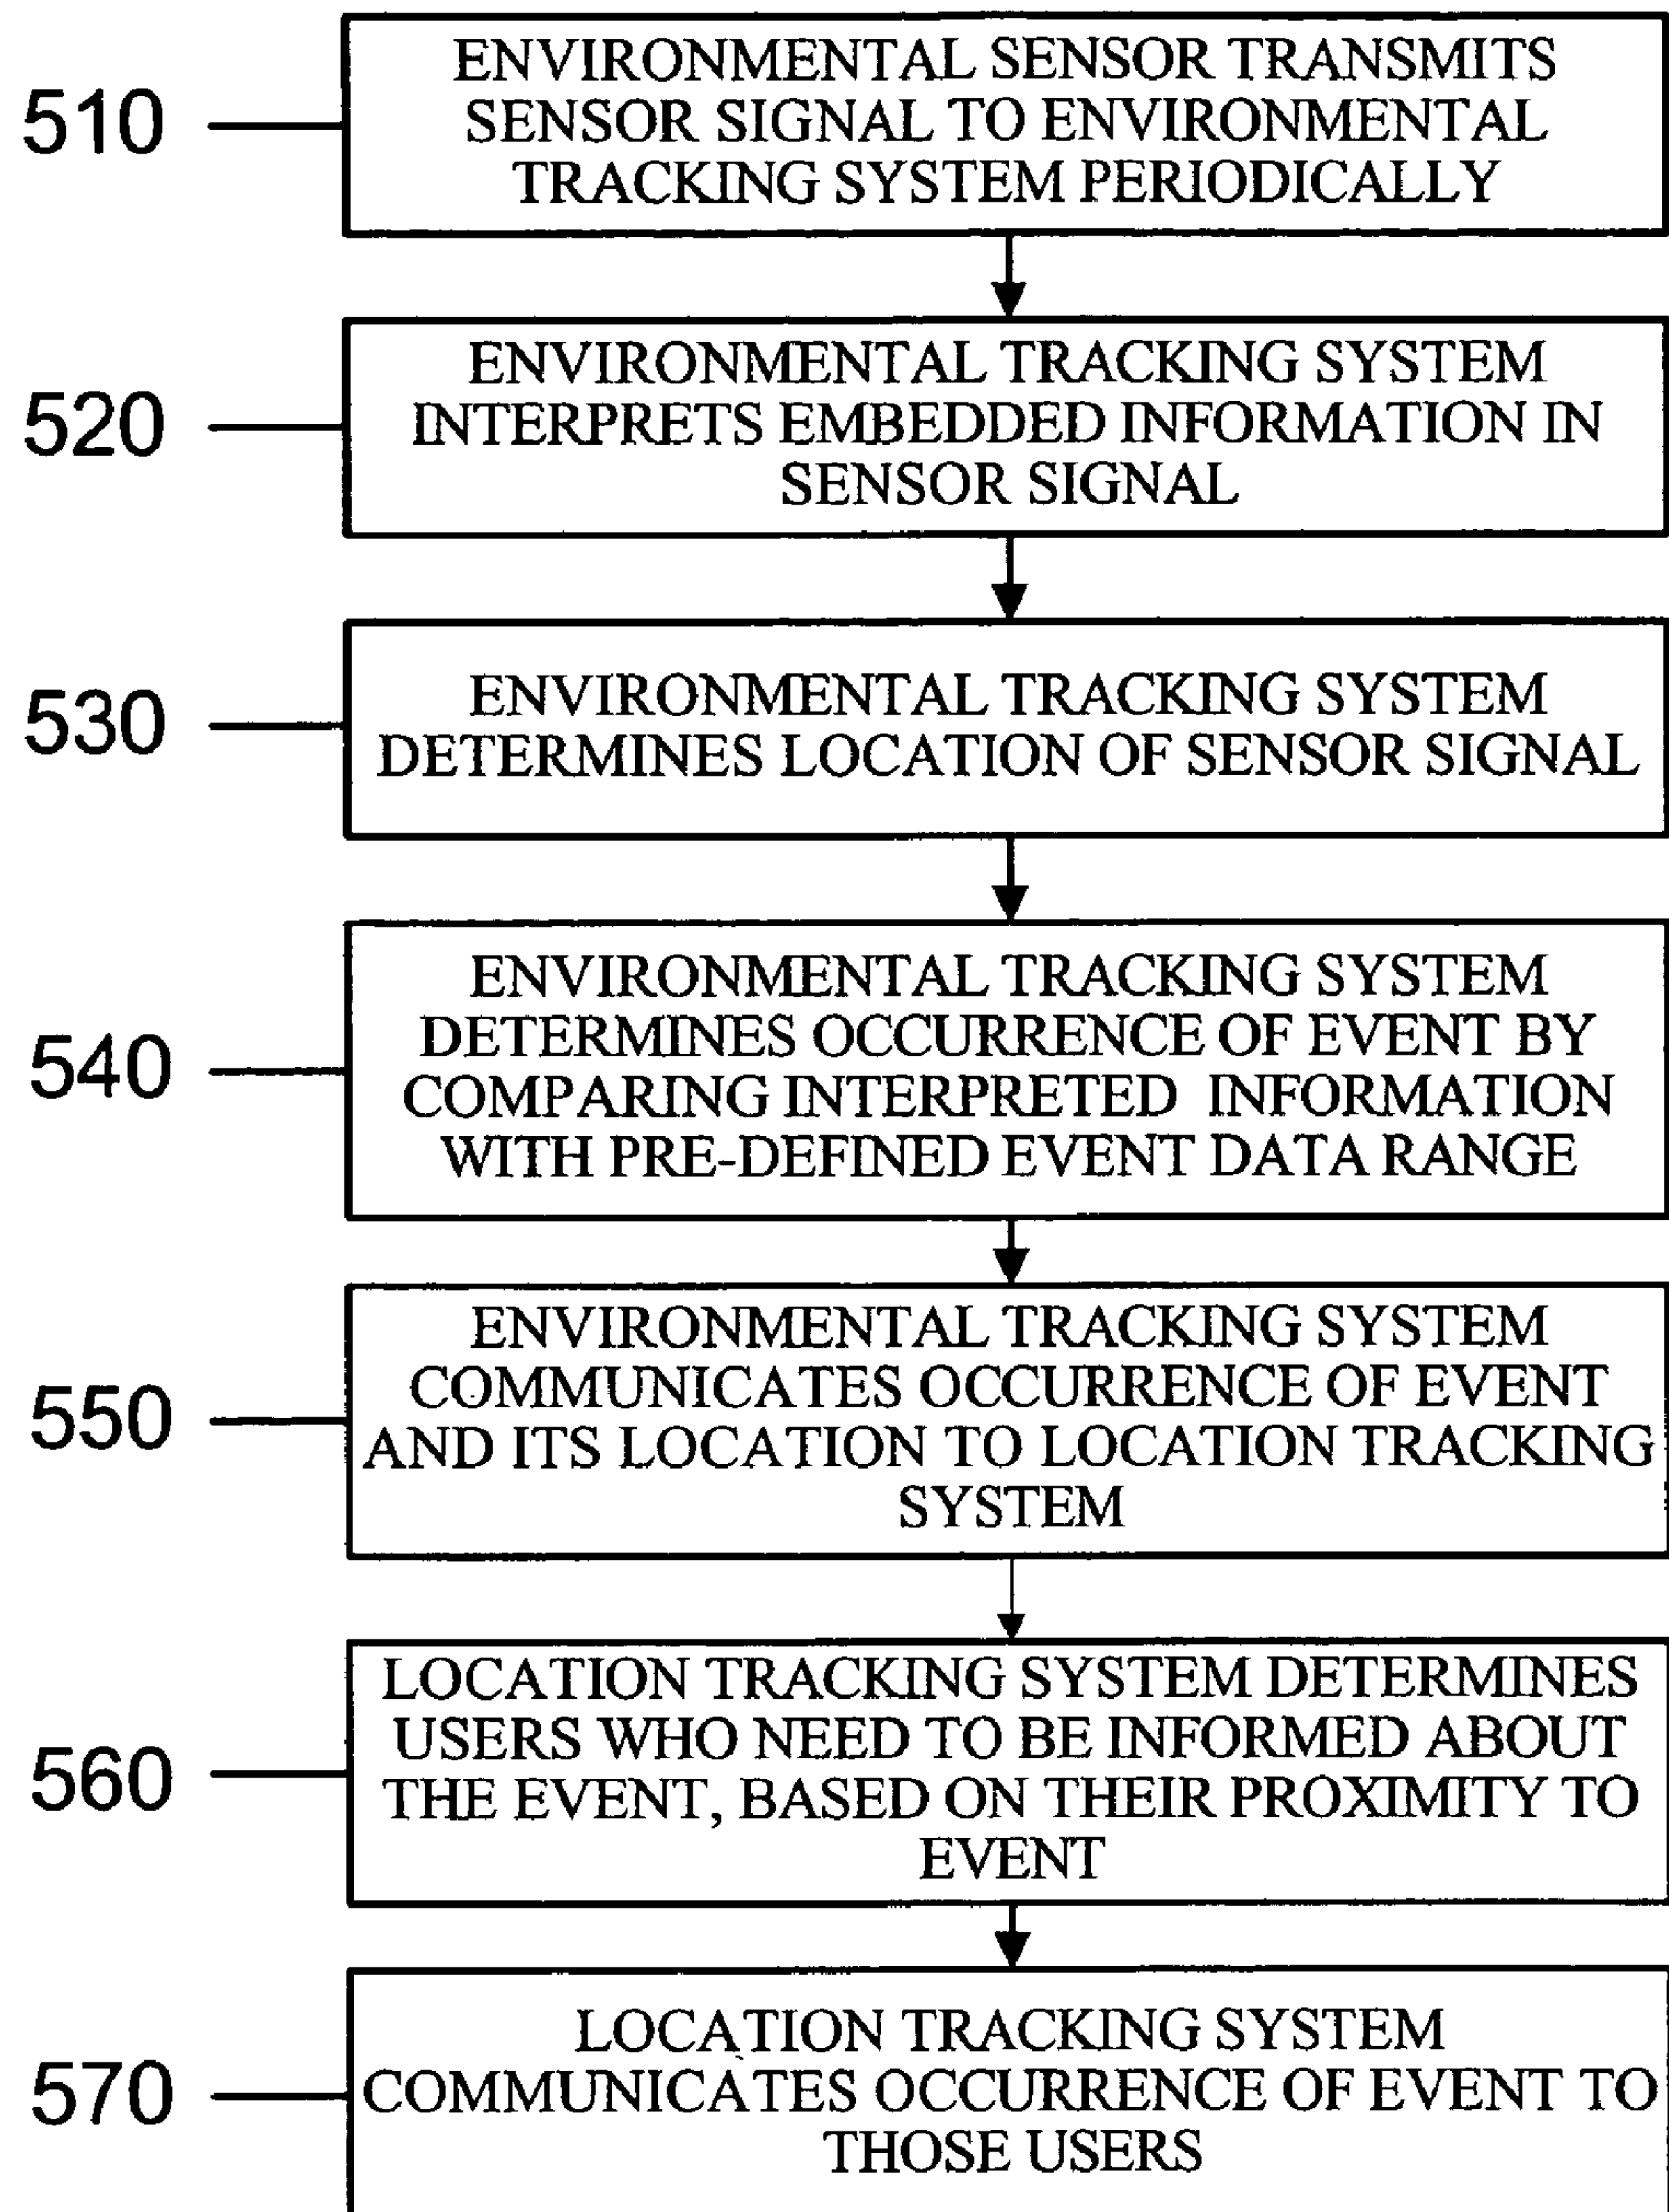 510
ENVIRONMENTAL SENSOR TRANSMITS
SENSOR SIGNAL TO ENVIRONMENTAL
TRACKING SYSTEM PERIODICALLY
520
ENVIRONMENTAL TRACKING SYSTEM
INTERPRETS EMBEDDED INFORMATION IN
SENSOR SIGNAL
530
ENVIRONMENTAL TRACKING SYSTEM
DETERMINES LOCATION OF SENSOR SIGNAL
540
ENVIRONMENTAL TRACKING SYSTEM
DETERMINES OCCURRENCE OF EVENT BY
COMPARING INTERPRETED INFORMATION
WITH PRE-DEFINED EVENT DATA RANGE
550
ENVIRONMENTAL TRACKING SYSTEM
COMMUNICATES OCCURRENCE OF EVENT
AND ITS LOCATION TO LOCATION TRACKING
SYSTEM
560
LOCATION TRACKING SYSTEM DETERMINES
USERS WHO NEED TO BE INFORMED ABOUT
THE EVENT, BASED ON THEIR PROXIMITY TO
EVENT
570
LOCATION TRACKING SYSTEM
COMMUNICATES OCCURRENCE OF EVENT TO
THOSE USERS